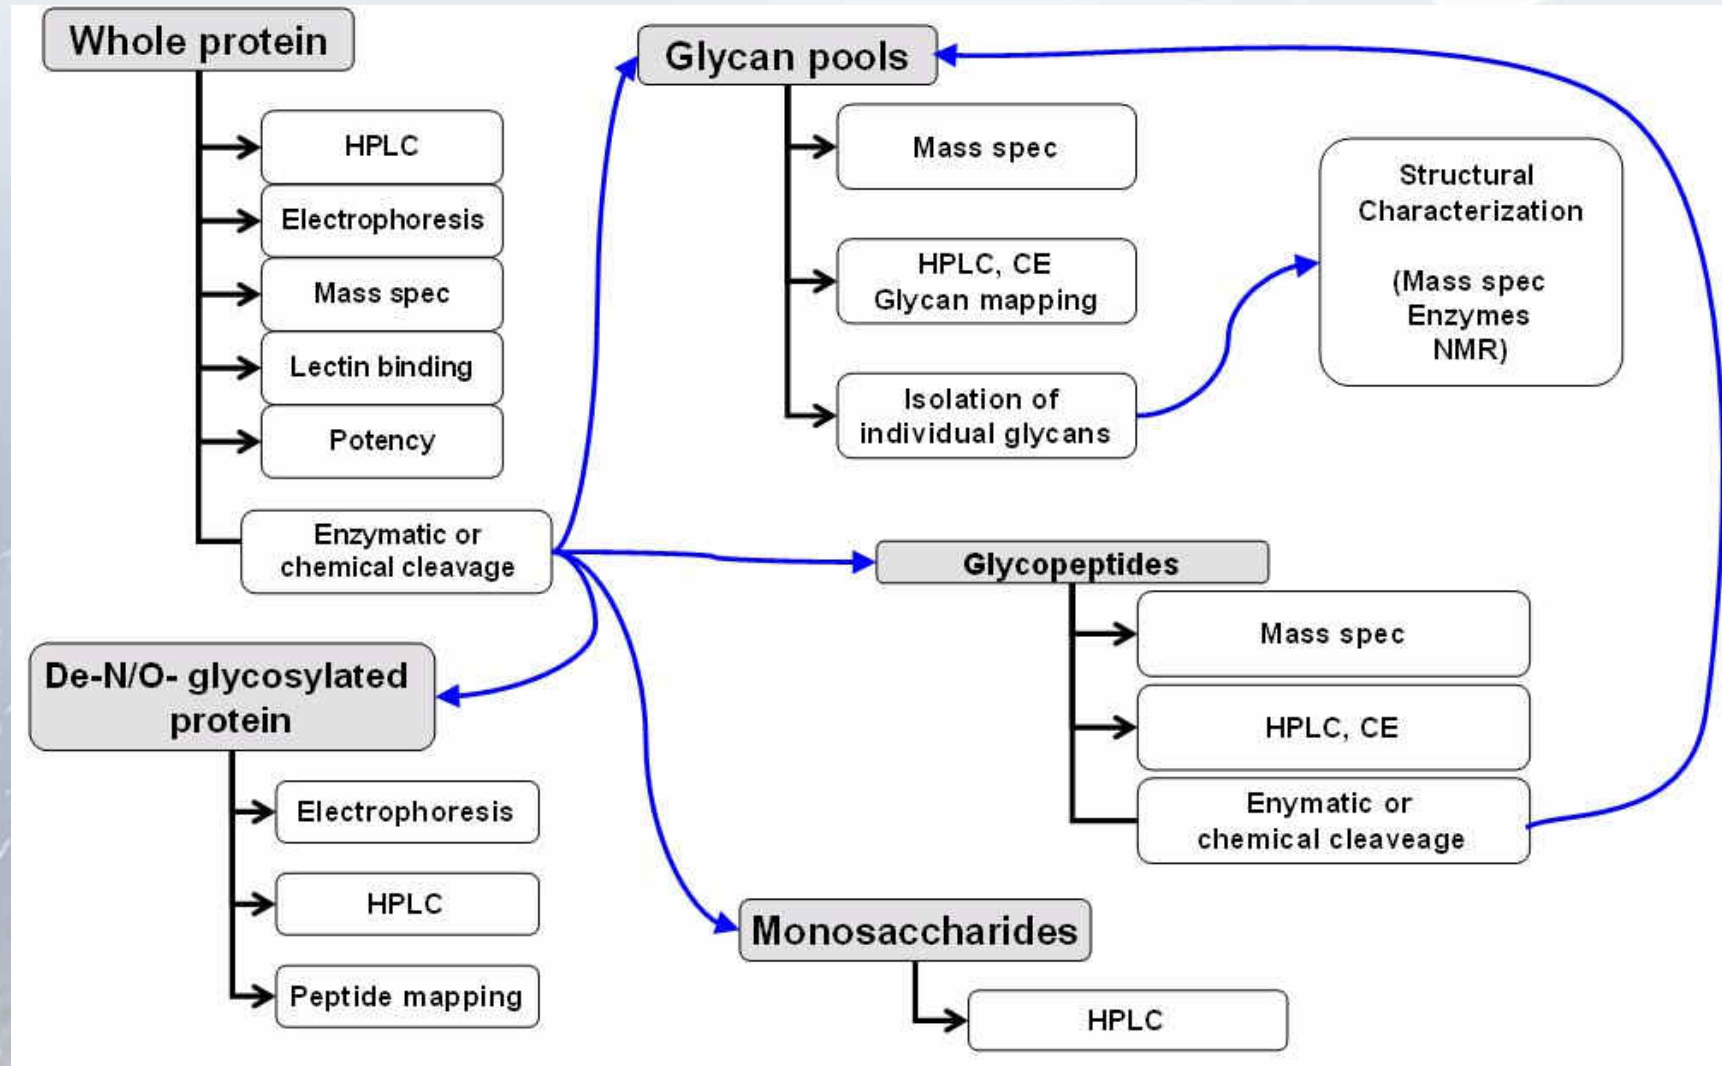 Whole protein
HPLC
Electrophoresis
Mass spec
Lectin binding
Potency
Enzymatic or
chemical cleavage
Glycan pools
Mass spec
HPLC, CE
Glycan mapping
Isolation of
individual glycans
Structural
Characterization
(Mass spec
Enzymes
NMR)
Glycopeptides
Mass spec
HPLC, CE
Enymatic or
chemical cleaveage
De-N/O- glycosylated
protein
Electrophoresis
HPLC
Peptide mapping
Monosaccharides
HPLC